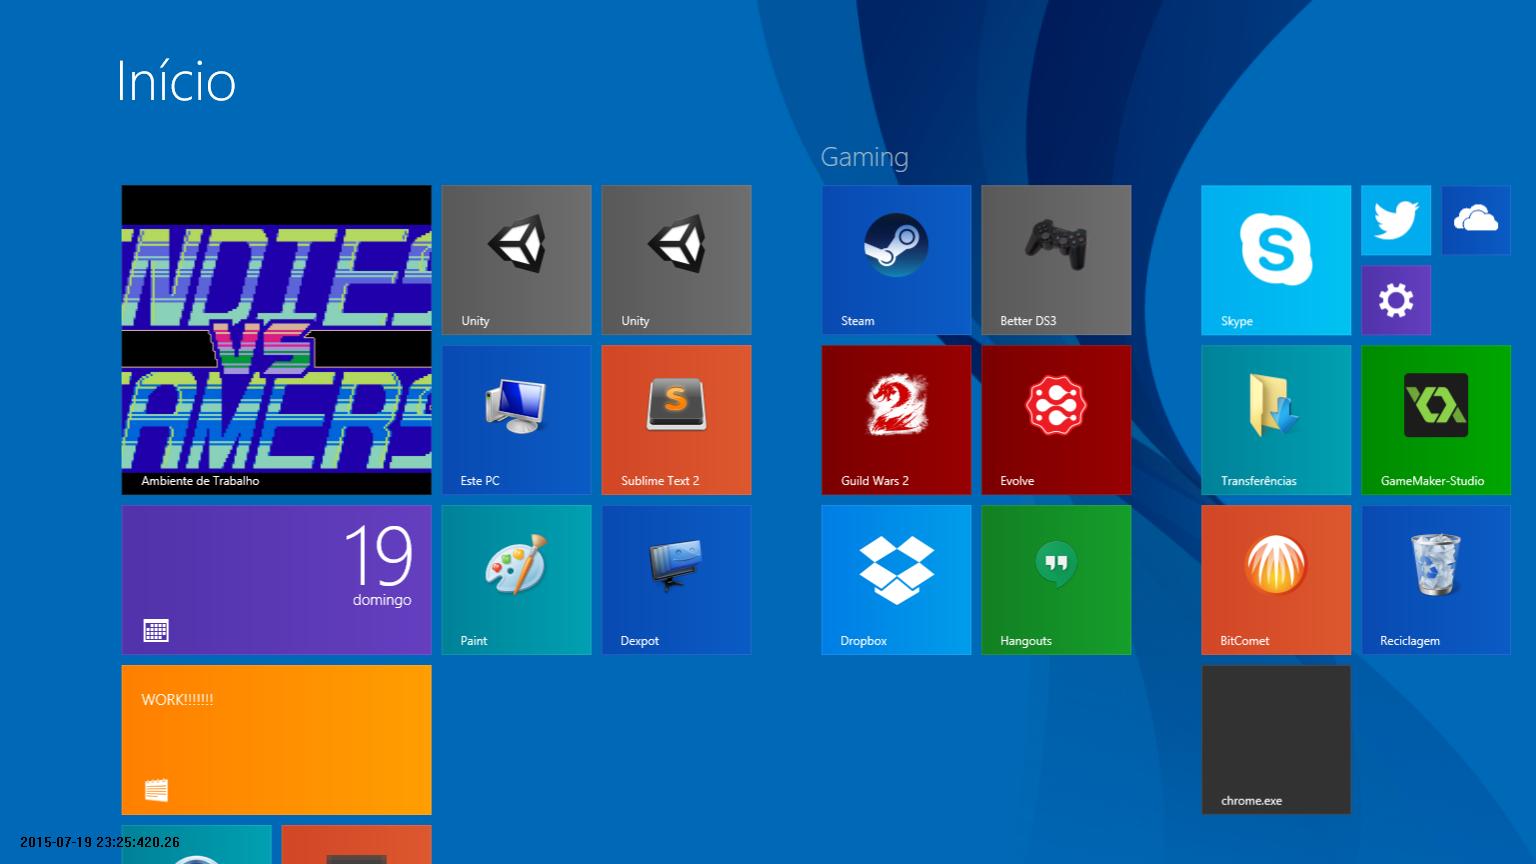 Início
Gaming
INDIES
VS
GAMERS
Ambiente de Trabalho
Unity
Unity
Steam
Better DS3
Skype
Este PC
Sublime Text 2
Guild Wars 2
Evolve
Transferências
GameMaker-Studio
19
domingo
Paint
Dexpot
Dropbox
Hangouts
BitComet
Reciclagem
WORK!!!!!!!
chrome.exe
2015-07-19 23:25:420.26